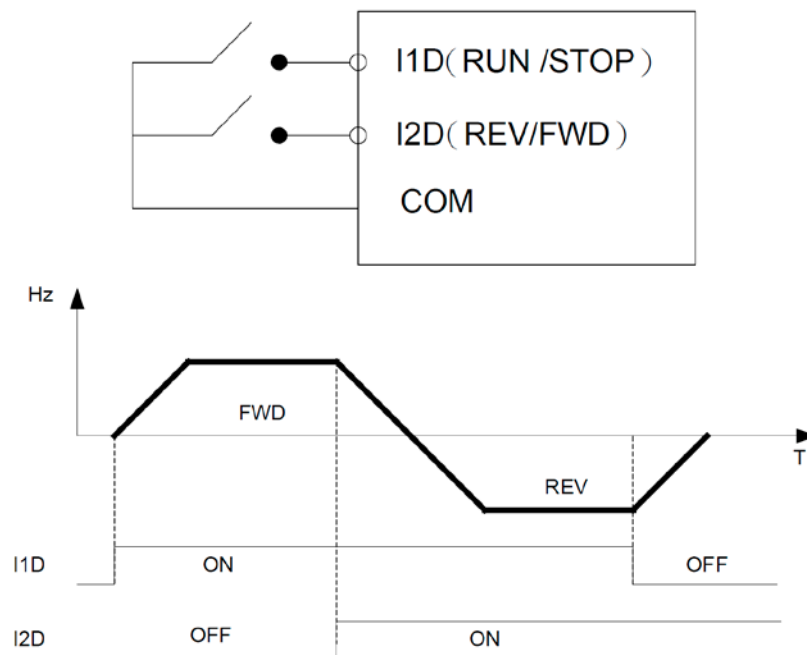 I1D( RUN /STOP )
I2D( REV/FWD )
COM
Hz
FWD
T
REV
I1D ON OFF
I2D OFF ON